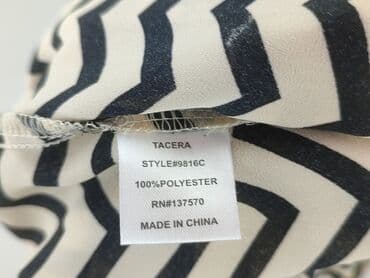 TACERA
STYLE#9816C
100%POLYESTER
RN#137570
MADE IN CHINA